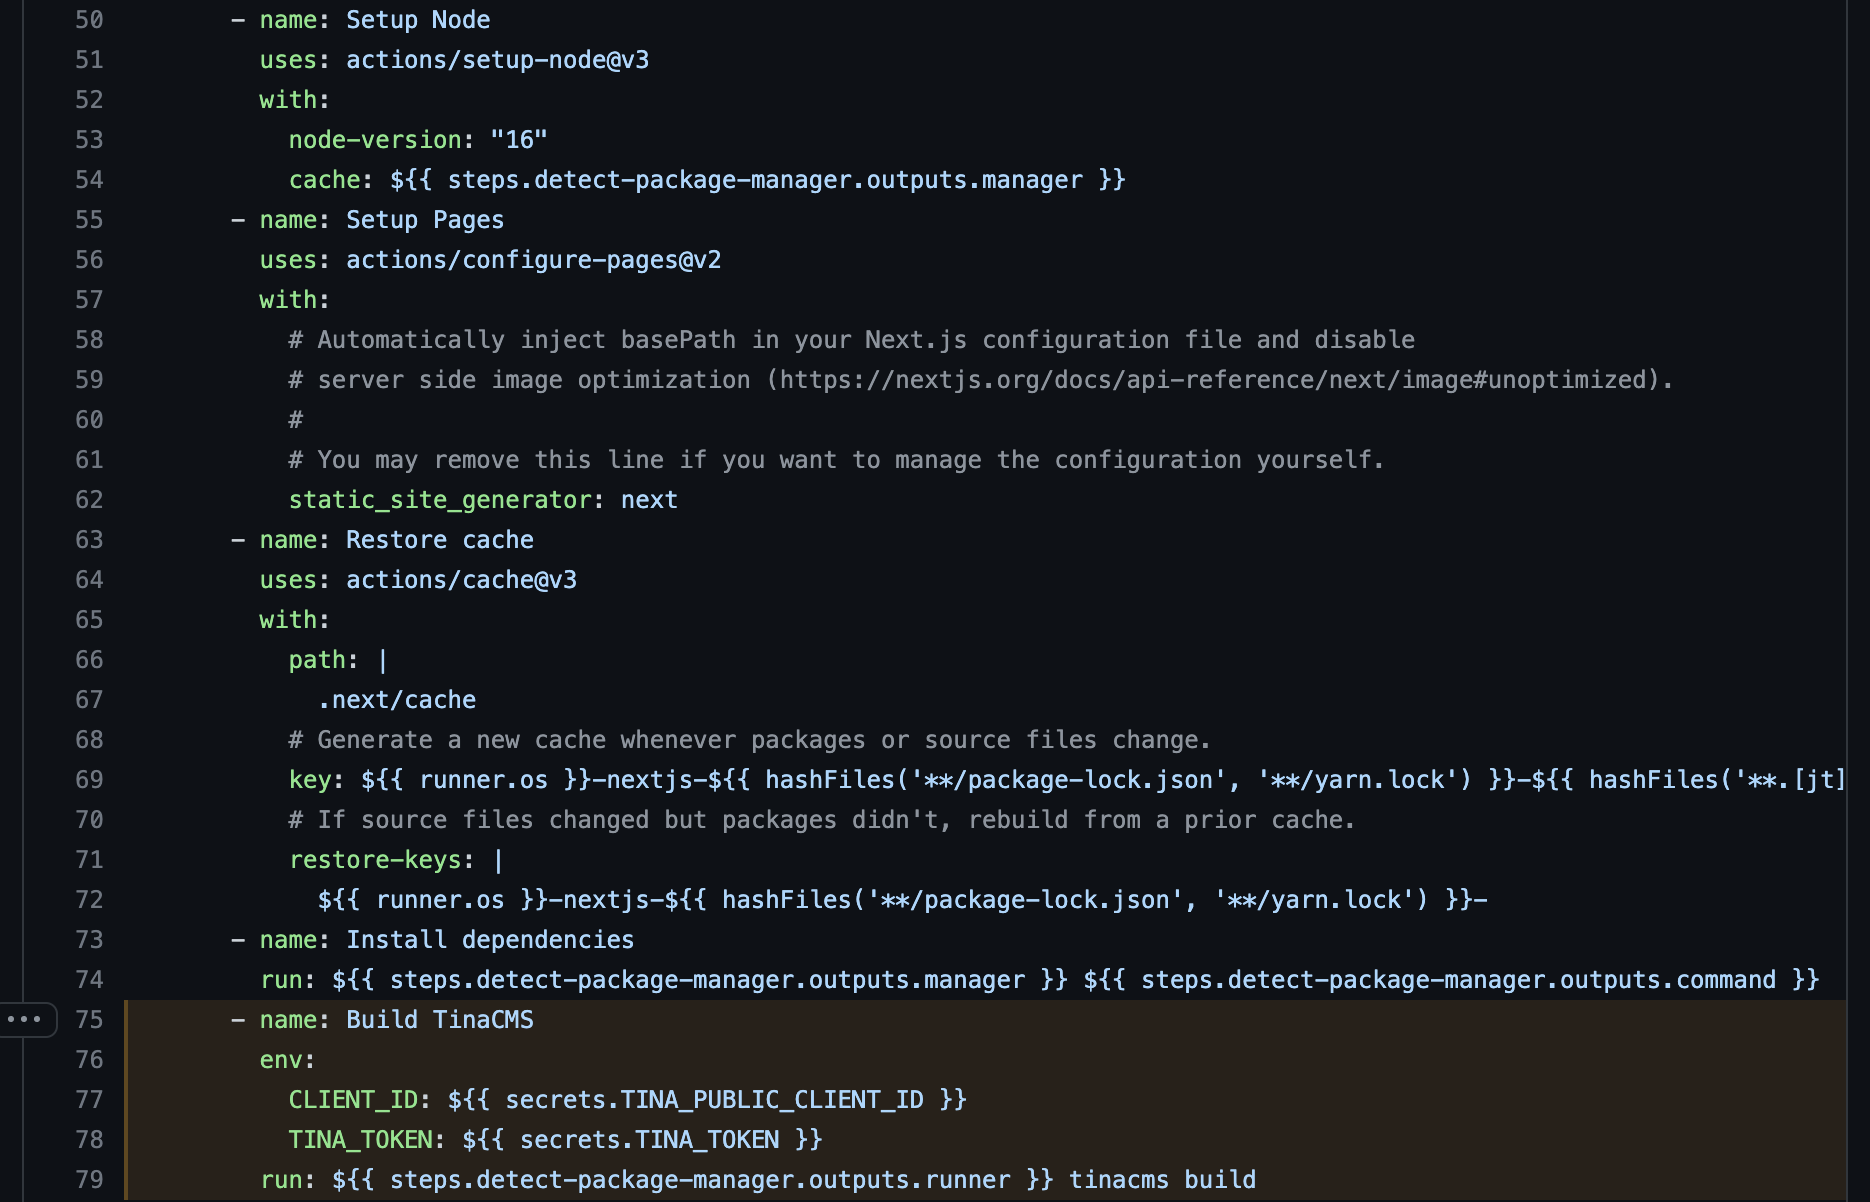 50 - name: Setup Node
51 uses: actions/setup-node@v3
52 with:
53 node-version: "16"
54 cache: ${{ steps.detect-package-manager.outputs.manager }}
55 - name: Setup Pages
56 uses: actions/configure-pages@v2
57 with:
58 # Automatically inject basePath in your Next.js configuration file and disable
59 # server side image optimization (https://nextjs.org/docs/api-reference/next/image#unoptimized).
60 #
61 # You may remove this line if you want to manage the configuration yourself.
62 static_site_generator: next
63 - name: Restore cache
64 uses: actions/cache@v3
65 with:
66 path: |
67 .next/cache
68 # Generate a new cache whenever packages or source files change.
69 key: ${{ runner.os }}-nextjs-${{ hashFiles('**/package-lock.json', '**/yarn.lock') }}-${{ hashFiles('**.[jt]
70 # If source files changed but packages didn't, rebuild from a prior cache.
71 restore-keys: |
72 ${{ runner.os }}-nextjs-${{ hashFiles('**/package-lock.json', '**/yarn.lock') }}-
73 - name: Install dependencies
74 run: ${{ steps.detect-package-manager.outputs.manager }} ${{ steps.detect-package-manager.outputs.command }}
75 - name: Build TinaCMS
76 env:
77 CLIENT_ID: ${{ secrets.TINA_PUBLIC_CLIENT_ID }}
78 TINA_TOKEN: ${{ secrets.TINA_TOKEN }}
79 run: ${{ steps.detect-package-manager.outputs.runner }} tinacms build